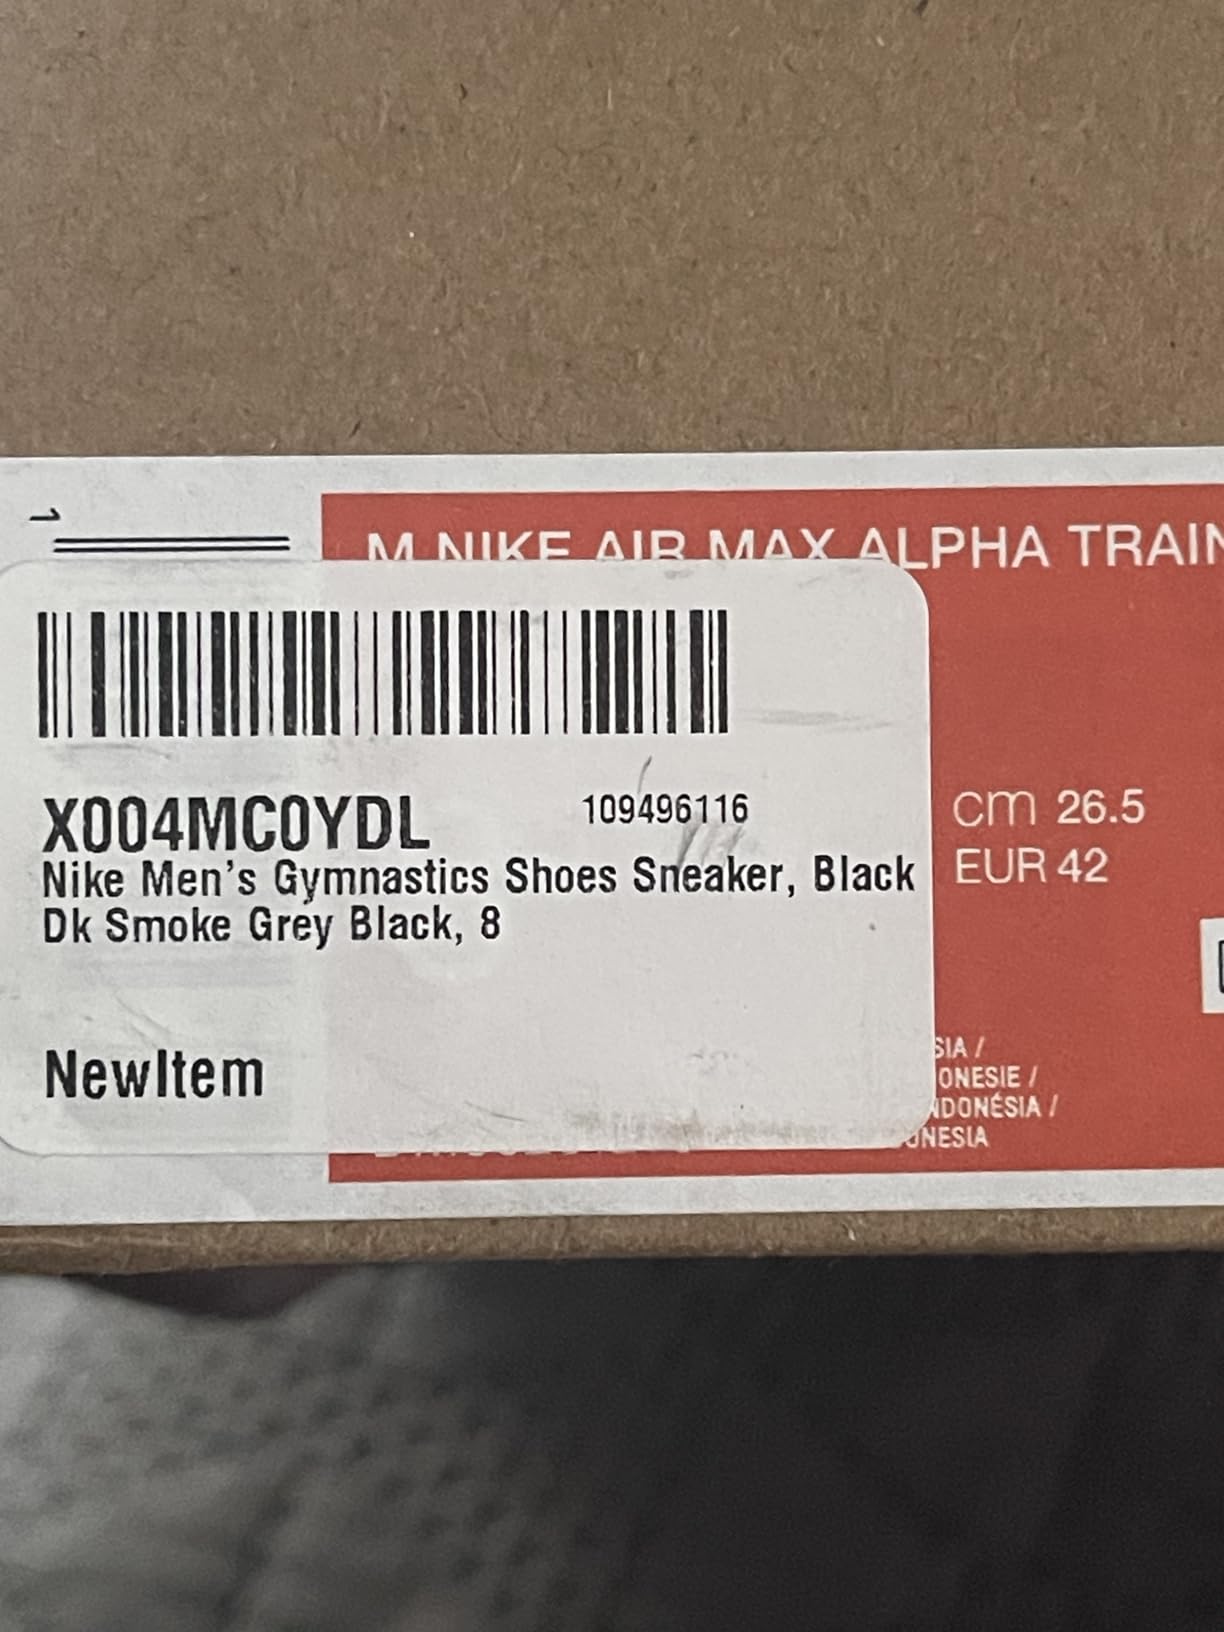 1
M NIKE AIR MAX ALPHA TRAIN
X004MC0YDL 109496116
Nike Men's Gymnastics Shoes Sneaker, Black
Dk Smoke Grey Black, 8
NewItem
cm 26.5
EUR 42
SIA /
ONESIE /
NDONÉSIA /
ONESIA